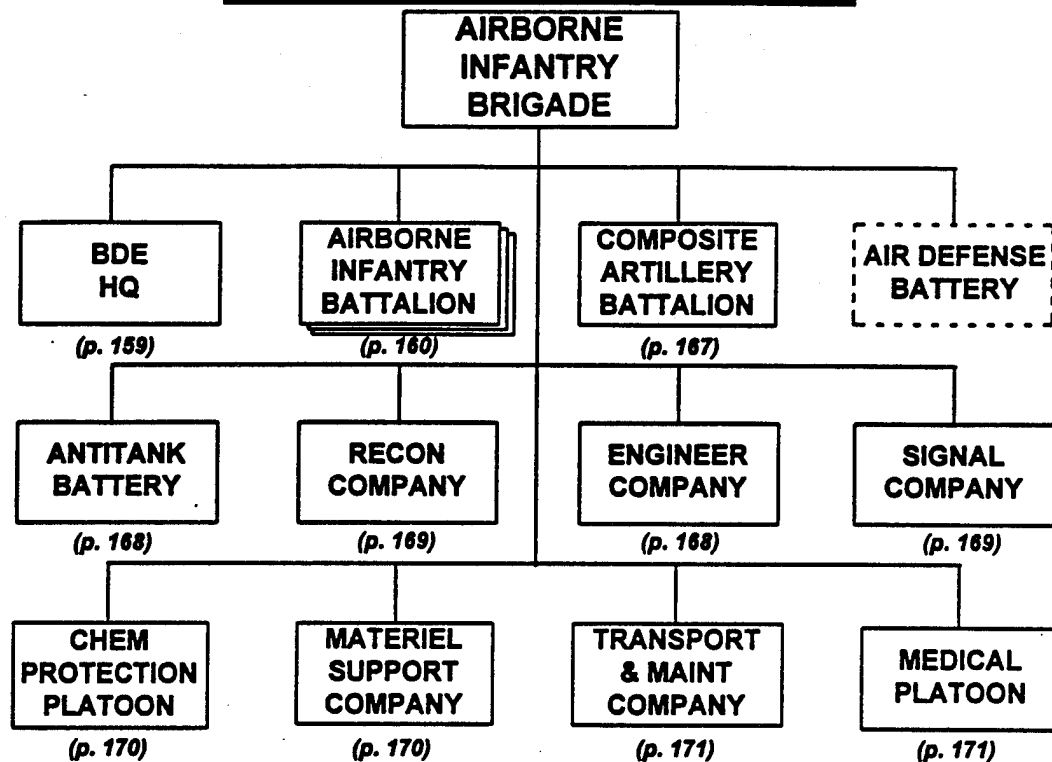 AIRBORNE
INFANTRY
BRIGADE
BDE
HQ
(p. 159)
AIRBORNE
INFANTRY
BATTALION
(p. 160)
COMPOSITE
ARTILLERY
BATTALION
(p. 167)
AIR DEFENSE
BATTERY
ANTITANK
BATTERY
(p. 168)
RECON
COMPANY
(p. 169)
ENGINEER
COMPANY
(p. 168)
SIGNAL
COMPANY
(p. 169)
CHEM
PROTECTION
PLATOON
(p. 170)
MATERIEL
SUPPORT
COMPANY
(p. 170)
TRANSPORT
& MAINT
COMPANY
(p. 171)
MEDICAL
PLATOON
(p. 171)